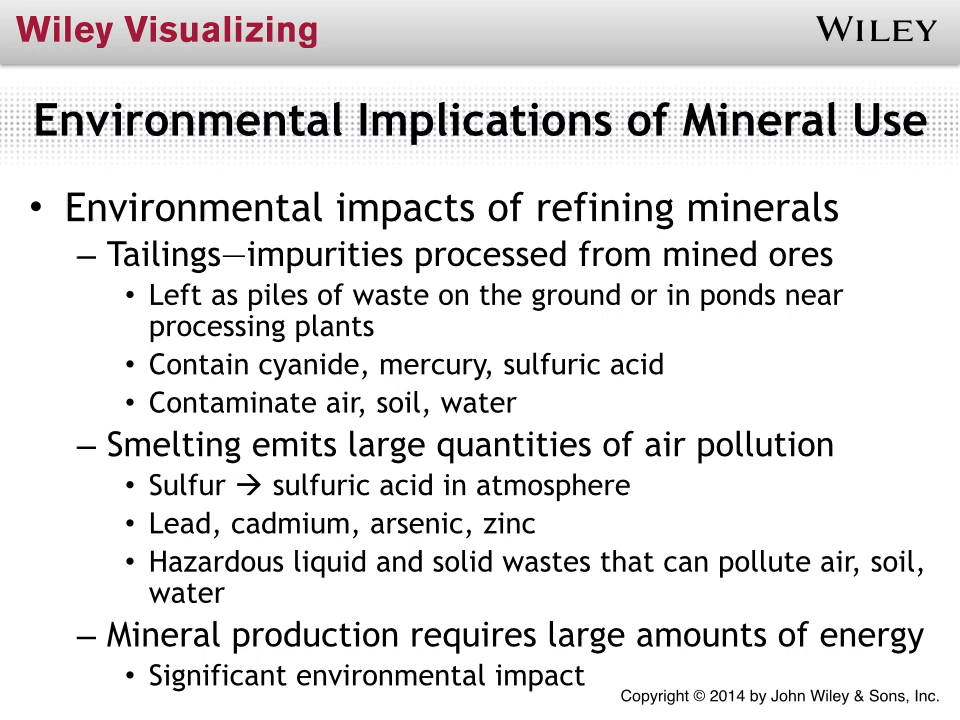 Wiley Visualizing
WILEY
Environmental Implications of Mineral Use
• Environmental impacts of refining minerals
– Tailings—impurities processed from mined ores
• Left as piles of waste on the ground or in ponds near
processing plants
• Contain cyanide, mercury, sulfuric acid
• Contaminate air, soil, water
– Smelting emits large quantities of air pollution
• Sulfur → sulfuric acid in atmosphere
• Lead, cadmium, arsenic, zinc
• Hazardous liquid and solid wastes that can pollute air, soil,
water
– Mineral production requires large amounts of energy
• Significant environmental impact
Copyright © 2014 by John Wiley & Sons, Inc.